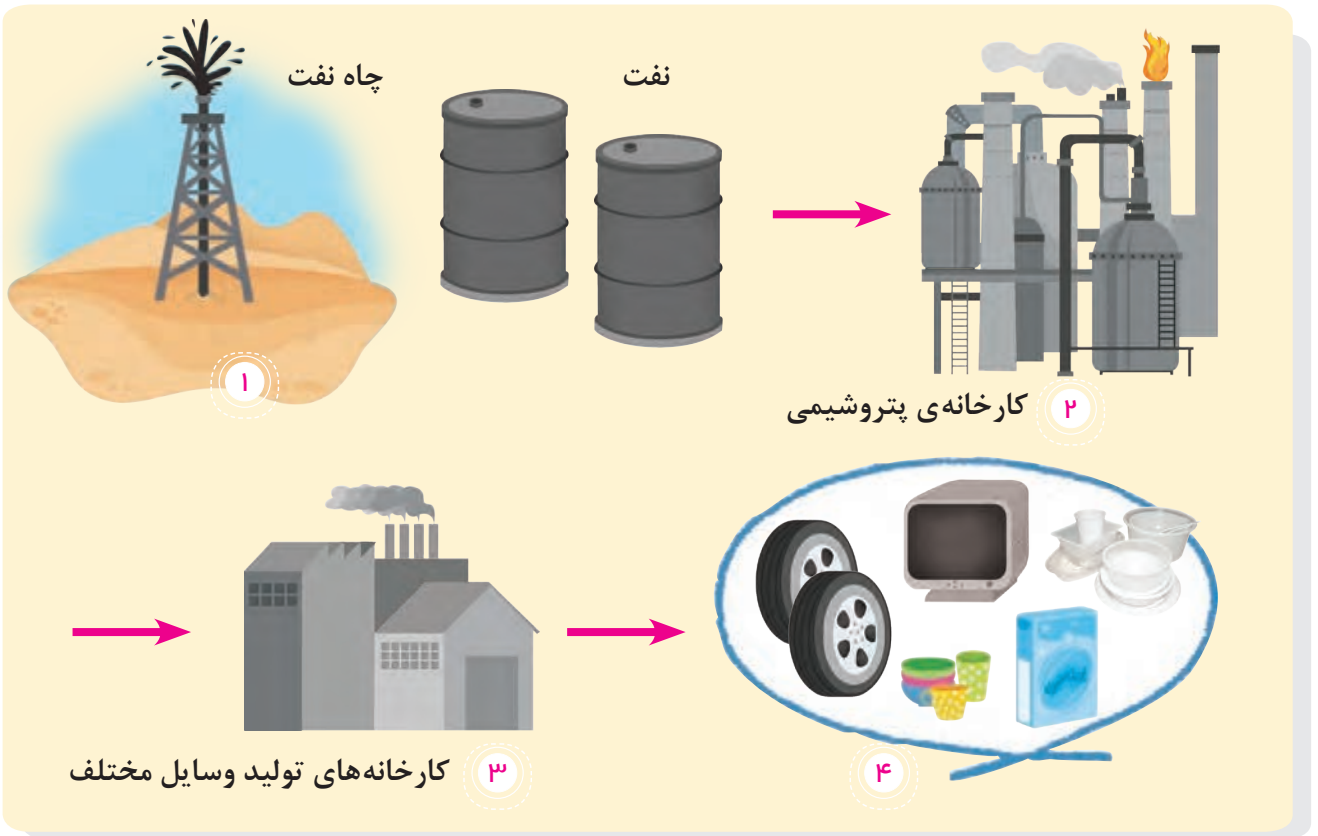 چاه نفت
نفت
۱
۲ کارخانه‌ی پتروشیمی
۳ کارخانه‌های تولید وسایل مختلف
۴